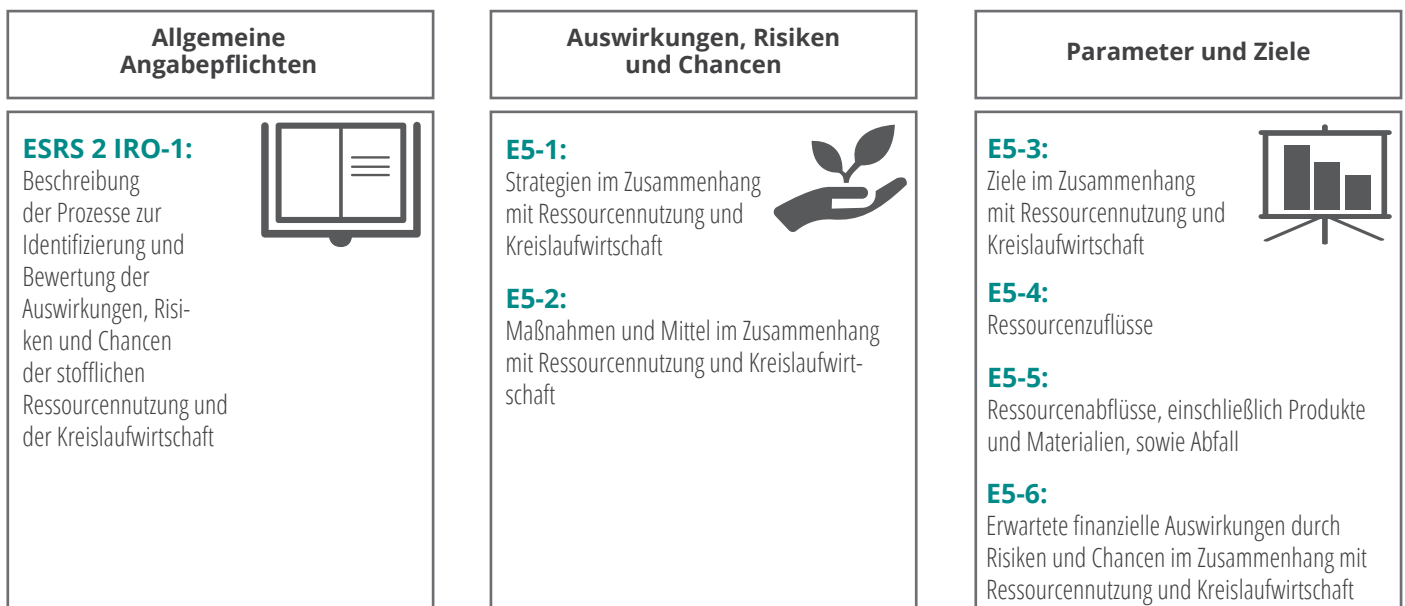 Allgemeine
Angabepflichten
ESRS 2 IRO-1:
Beschreibung
der Prozesse zur
Identifizierung und
Bewertung der
Auswirkungen, Risi-
ken und Chancen
der stofflichen
Ressourcennutzung und
der Kreislaufwirtschaft
Auswirkungen, Risiken
und Chancen
E5-1:
Strategien im Zusammenhang
mit Ressourcennutzung und
Kreislaufwirtschaft
E5-2:
Maßnahmen und Mittel im Zusammenhang
mit Ressourcennutzung und Kreislaufwirt-
schaft
Parameter und Ziele
E5-3:
Ziele im Zusammenhang
mit Ressourcennutzung und
Kreislaufwirtschaft
E5-4:
Ressourcenzuflüsse
E5-5:
Ressourcenabflüsse, einschließlich Produkte
und Materialien, sowie Abfall
E5-6:
Erwartete finanzielle Auswirkungen durch
Risiken und Chancen im Zusammenhang mit
Ressourcennutzung und Kreislaufwirtschaft